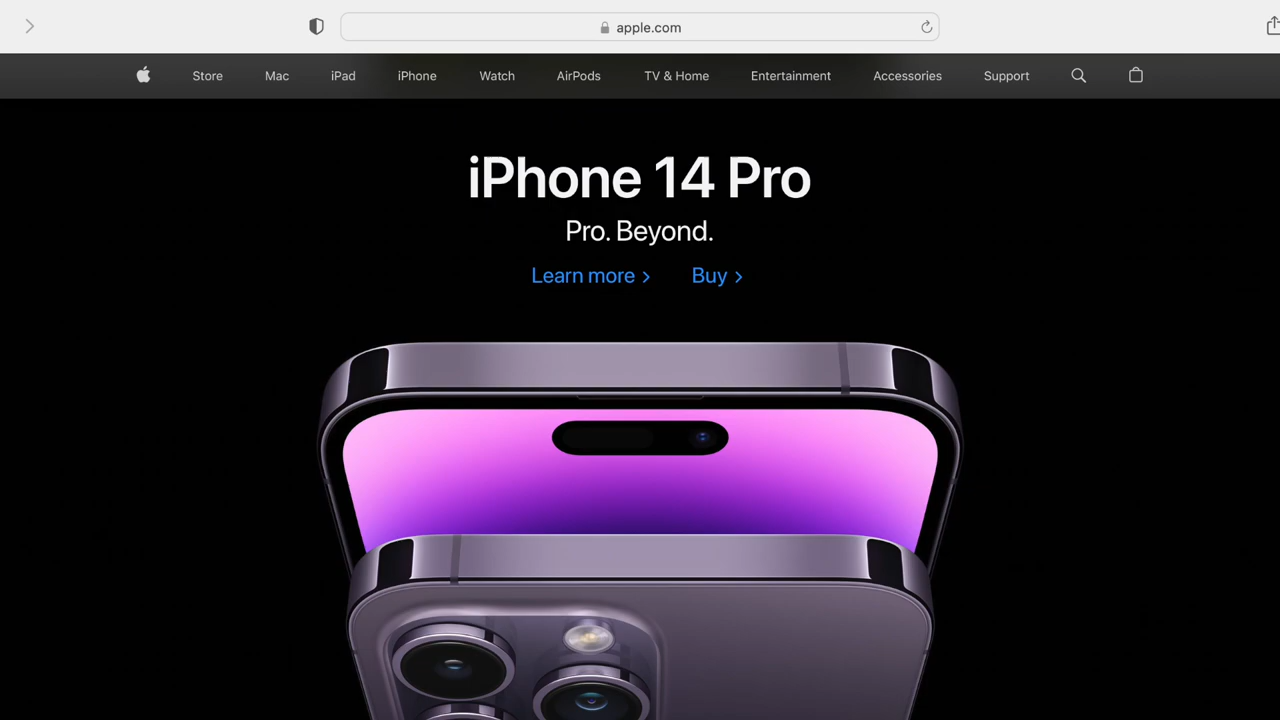 apple.com
Store Mac iPad iPhone Watch AirPods TV & Home Entertainment Accessories Support
iPhone 14 Pro
Pro. Beyond.
Learn more > Buy >